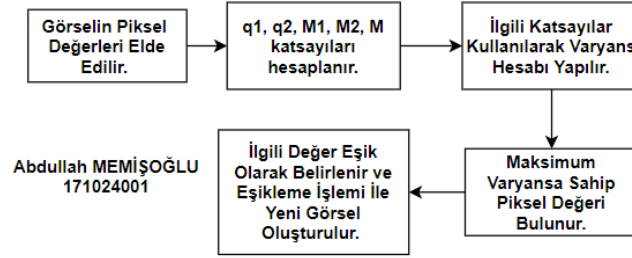 Görselin Piksel
Değerleri Elde
Edilir.
q1, q2, M1, M2, M
katsayıları
hesaplanır.
İlgili Katsayılar
Kullanılarak Varyans
Hesabı Yapılır.
Maksimum
Varyansa Sahip
Piksel Değeri
Bulunur.
İlgili Değer Eşik
Olarak Belirlenir ve
Eşikleme İşlemi İle
Yeni Görsel
Oluşturulur.
Abdullah MEMİŞOĞLU
171024001